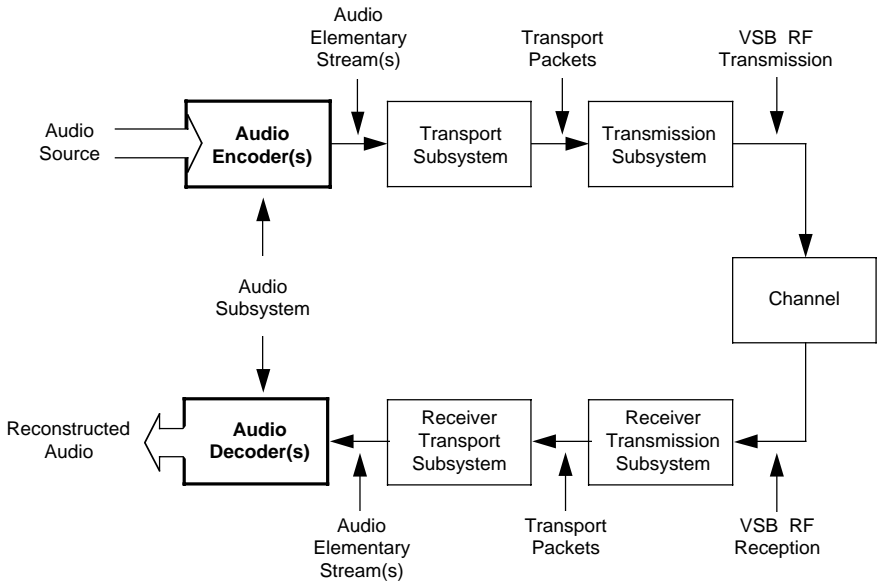 Audio
Elementary
Stream(s)
Transport
Packets
VSB RF
Transmission
Audio
Source
Audio
Encoder(s)
Transport
Subsystem
Transmission
Subsystem
Channel
Audio
Subsystem
Reconstructed
Audio
Audio
Decoder(s)
Receiver
Transport
Subsystem
Receiver
Transmission
Subsystem
Audio
Elementary
Stream(s)
Transport
Packets
VSB RF
Reception